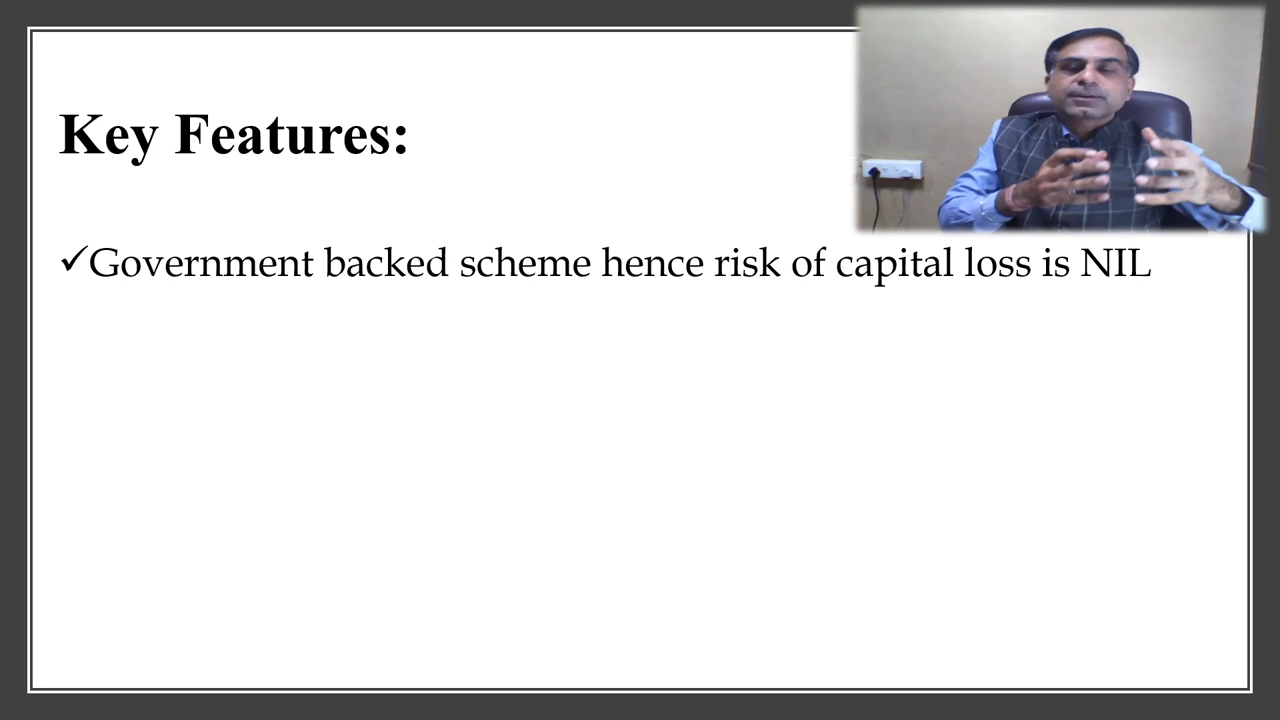 Key Features:
✓Government backed scheme hence risk of capital loss is NIL